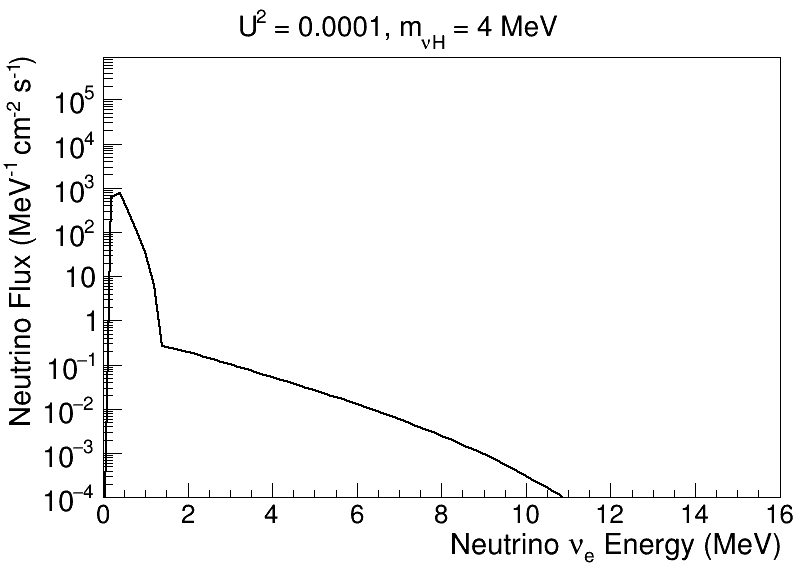 U² = 0.0001, m_νH = 4 MeV
Neutrino Flux (MeV⁻¹ cm⁻² s⁻¹)
10⁵
10⁴
10³
10²
10
1
10⁻¹
10⁻²
10⁻³
10⁻⁴
0 2 4 6 8 10 12 14 16
Neutrino νₑ Energy (MeV)